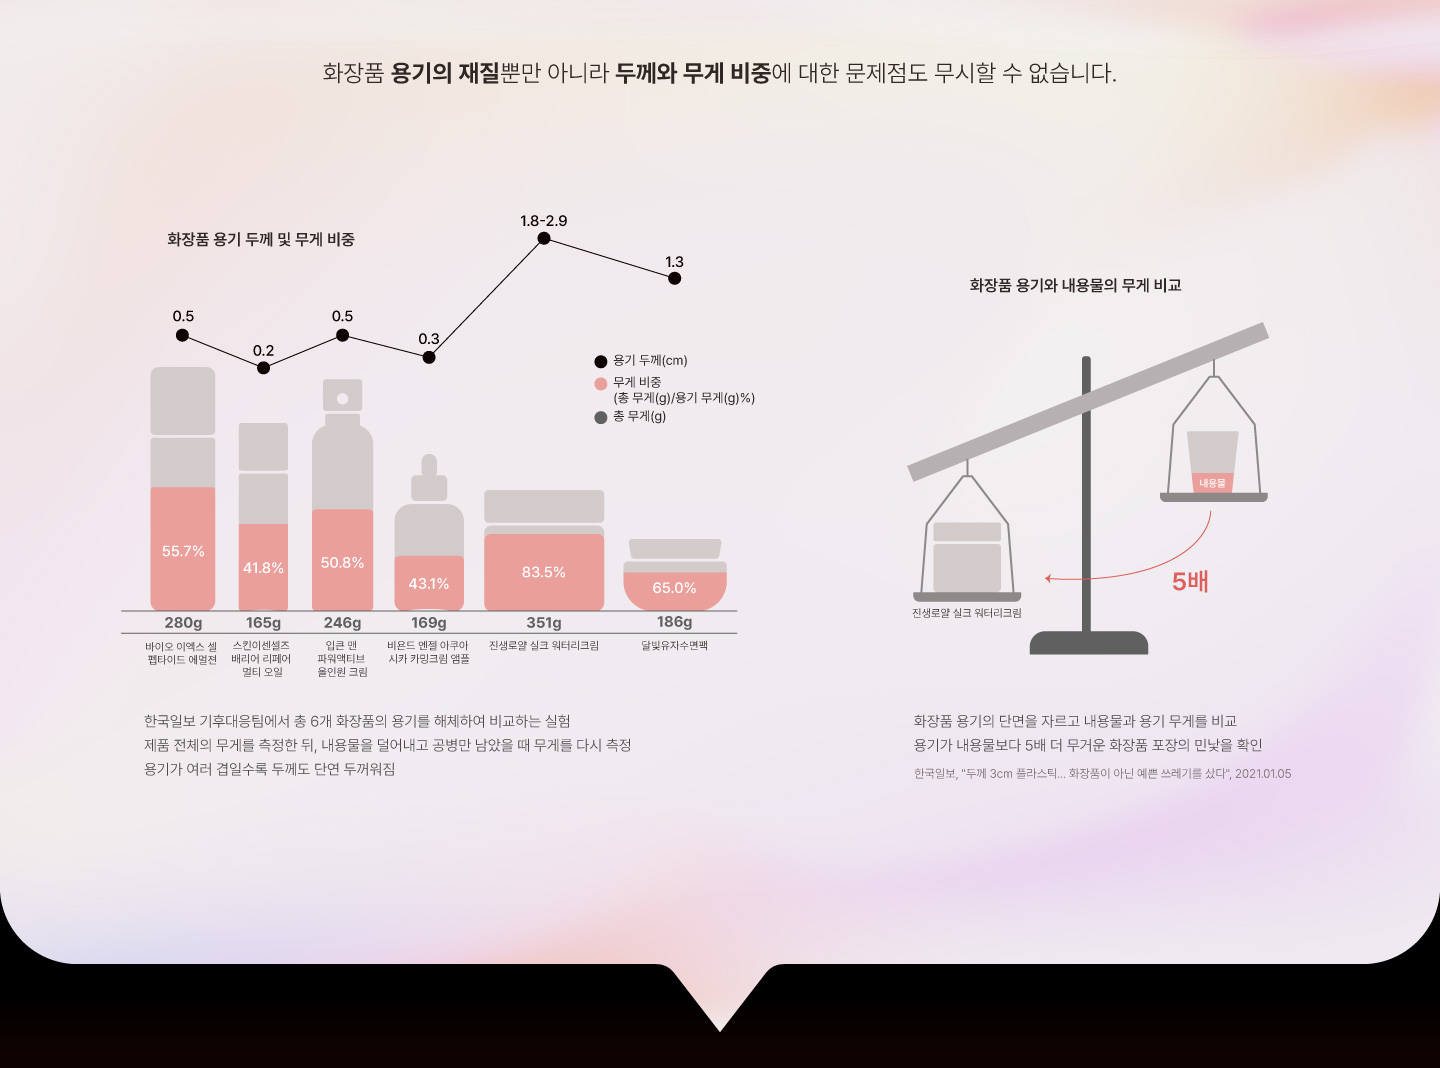 화장품 용기의 재질뿐만 아니라 두께와 무게 비중에 대한 문제점도 무시할 수 없습니다.
화장품 용기 두께 및 무게 비중
0.5
0.2
0.5
0.3
1.8-2.9
1.3
용기 두께(cm)
무게 비중
(총 무게(g)/용기 무게(g)%)
총 무게(g)
55.7%
41.8%
50.8%
43.1%
83.5%
65.0%
280g
165g
246g
169g
351g
186g
바이오 이엑스 셀
펩타이드 에멀젼
스킨이센셜즈
배리어 리페어
멀티 오일
입큰 맨
파워액티브
올인원 크림
비욘드 엔젤 아쿠아
시카 카밍크림 앰플
진생로얄 실크 워터리크림
달빛유자수면팩
한국일보 기후대응팀에서 총 6개 화장품의 용기를 해체하여 비교하는 실험
제품 전체의 무게를 측정한 뒤, 내용물을 덜어내고 공병만 남았을 때 무게를 다시 측정
용기가 여러 겹일수록 두께도 단연 두꺼워짐
화장품 용기와 내용물의 무게 비교
내용물
5배
진생로얄 실크 워터리크림
화장품 용기의 단면을 자르고 내용물과 용기 무게를 비교
용기가 내용물보다 5배 더 무거운 화장품 포장의 민낯을 확인
한국일보, "두께 3cm 플라스틱... 화장품이 아닌 예쁜 쓰레기를 샀다", 2021.01.05